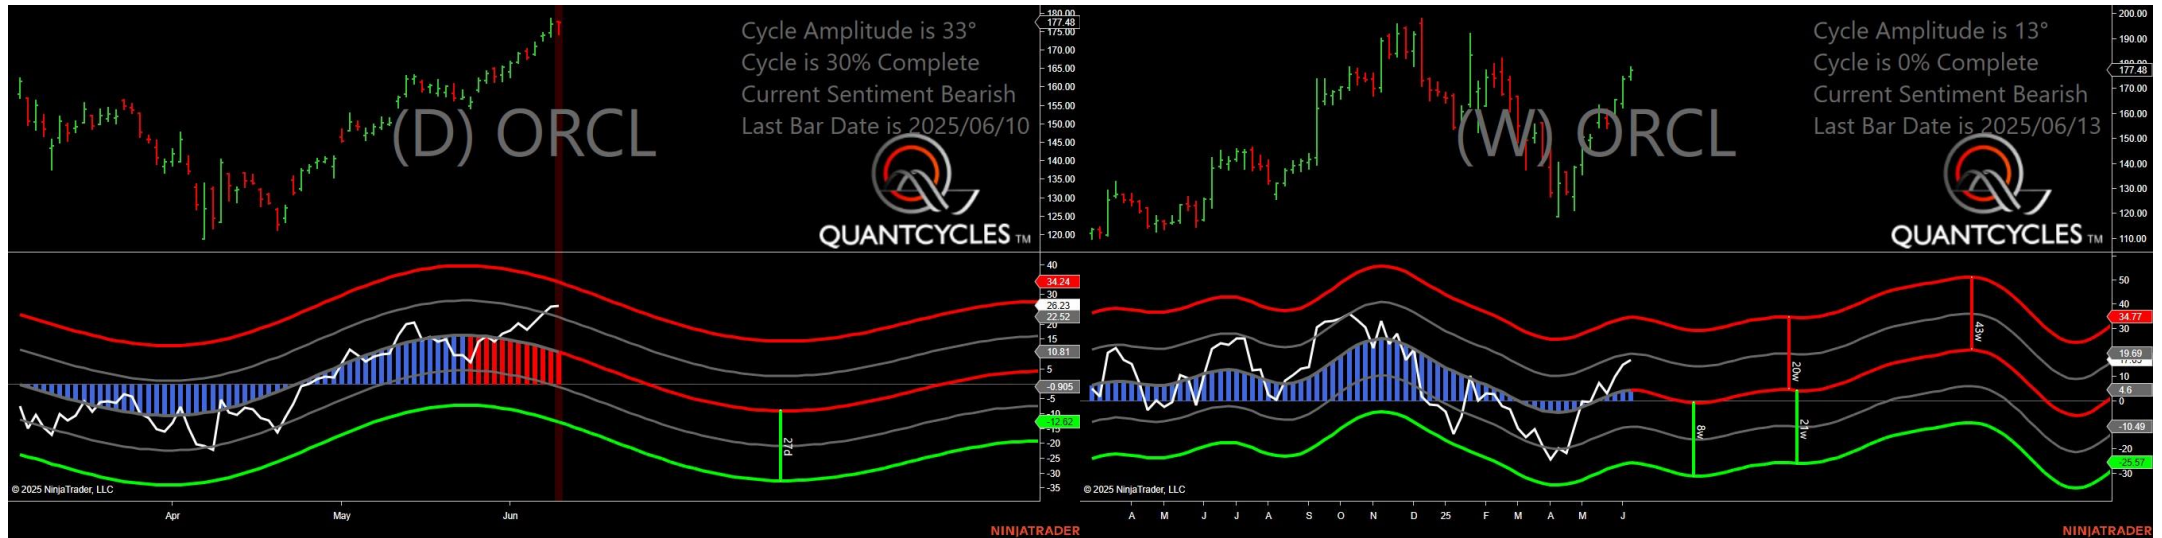 Cycle Amplitude is 33°
Cycle is 30% Complete
Current Sentiment Bearish
Last Bar Date is 2025/06/10
(D) ORCL
QUANTCYCLES TM
180.00
177.48
175.00
170.00
165.00
160.00
155.00
150.00
145.00
140.00
135.00
130.00
125.00
120.00
40
34.24
30
26.23
22.52
20
15
10.81
5
-0.905
-5
-10
-12.62
-15
-20
-25
-30
-35
27d
© 2025 NinjaTrader, LLC
Apr May Jun
NINJATRADER
Cycle Amplitude is 13°
Cycle is 0% Complete
Current Sentiment Bearish
Last Bar Date is 2025/06/13
(W) ORCL
QUANTCYCLES TM
200.00
190.00
177.48
170.00
160.00
150.00
140.00
130.00
120.00
110.00
50
40
34.77
30
19.69
10
4.6
0
-10.49
-20
-25.57
-30
8w
20w
21w
43w
© 2025 NinjaTrader, LLC
A M J J A S O N D 25 F M A M J
NINJATRADER